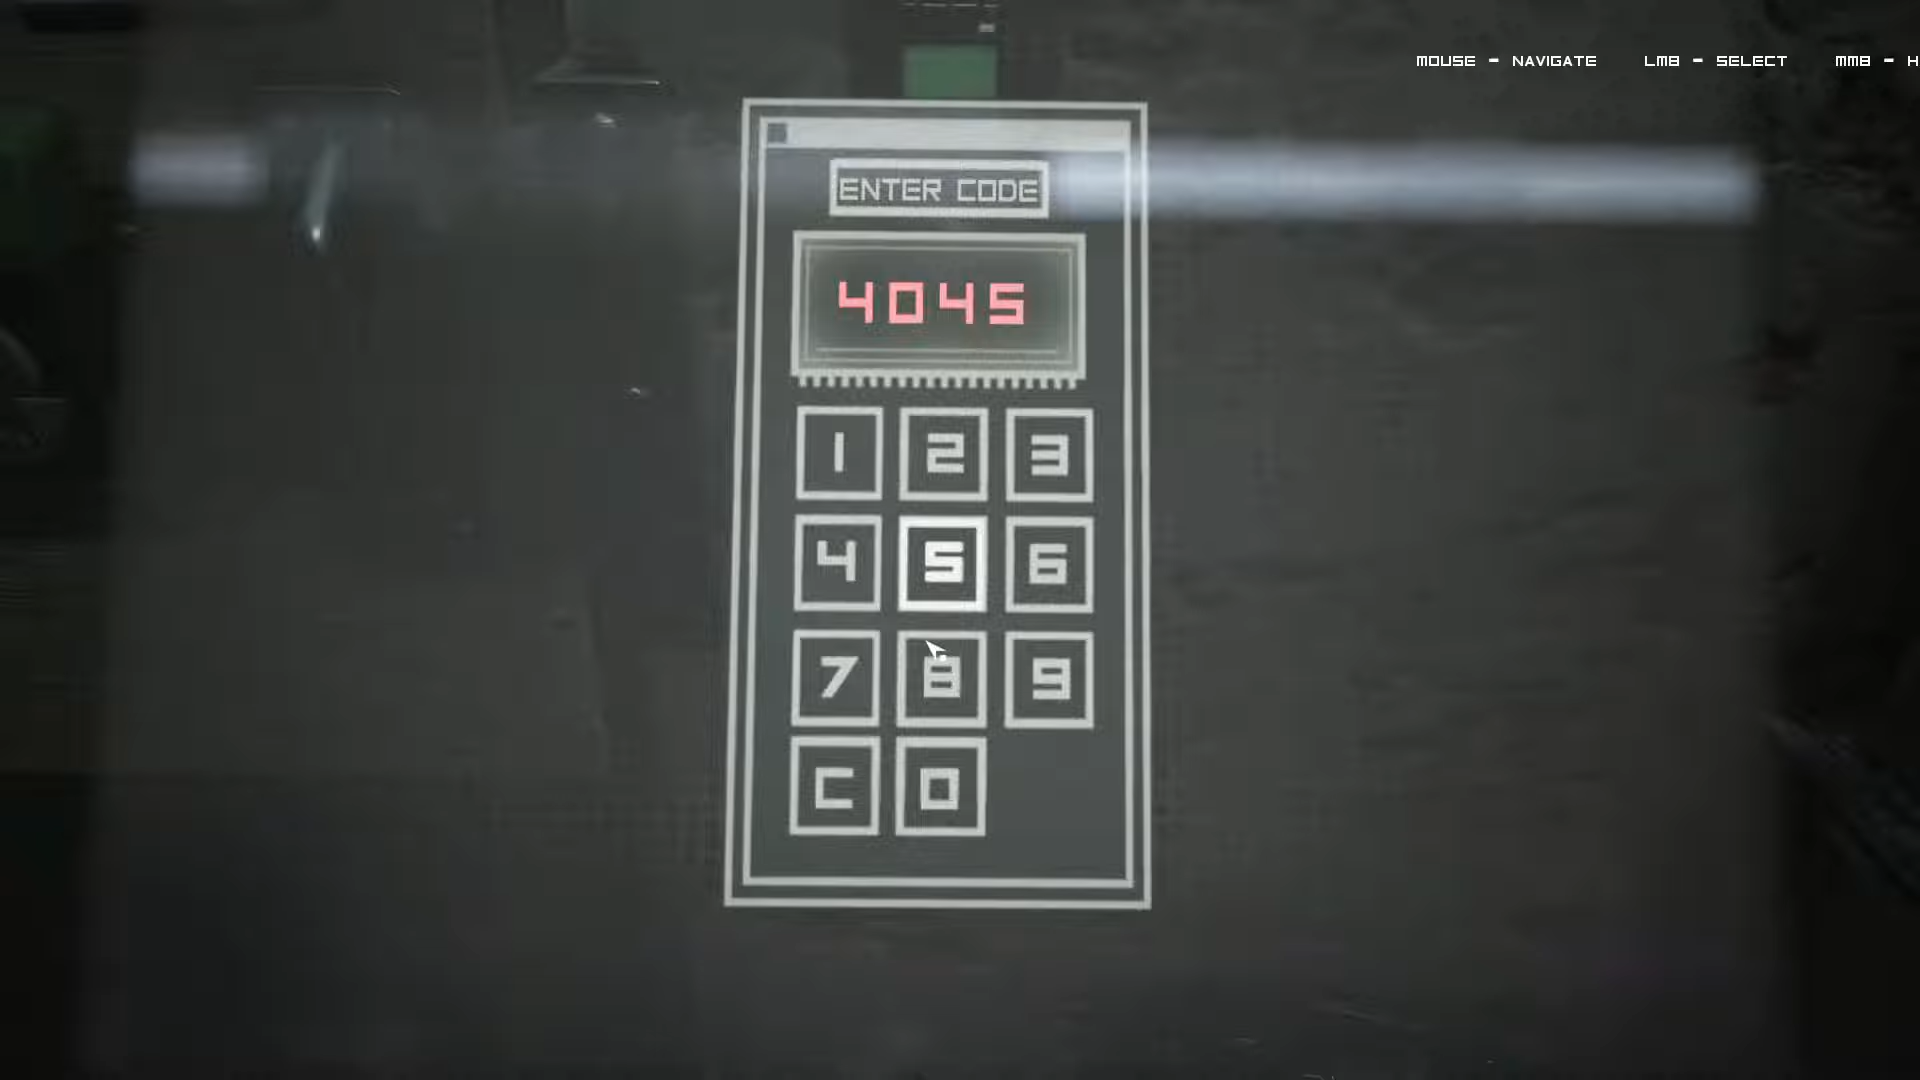 MOUSE - NAVIGATE LMB - SELECT MMB - H
ENTER CODE
4045
1 2 3
4 5 6
7 8 9
C 0